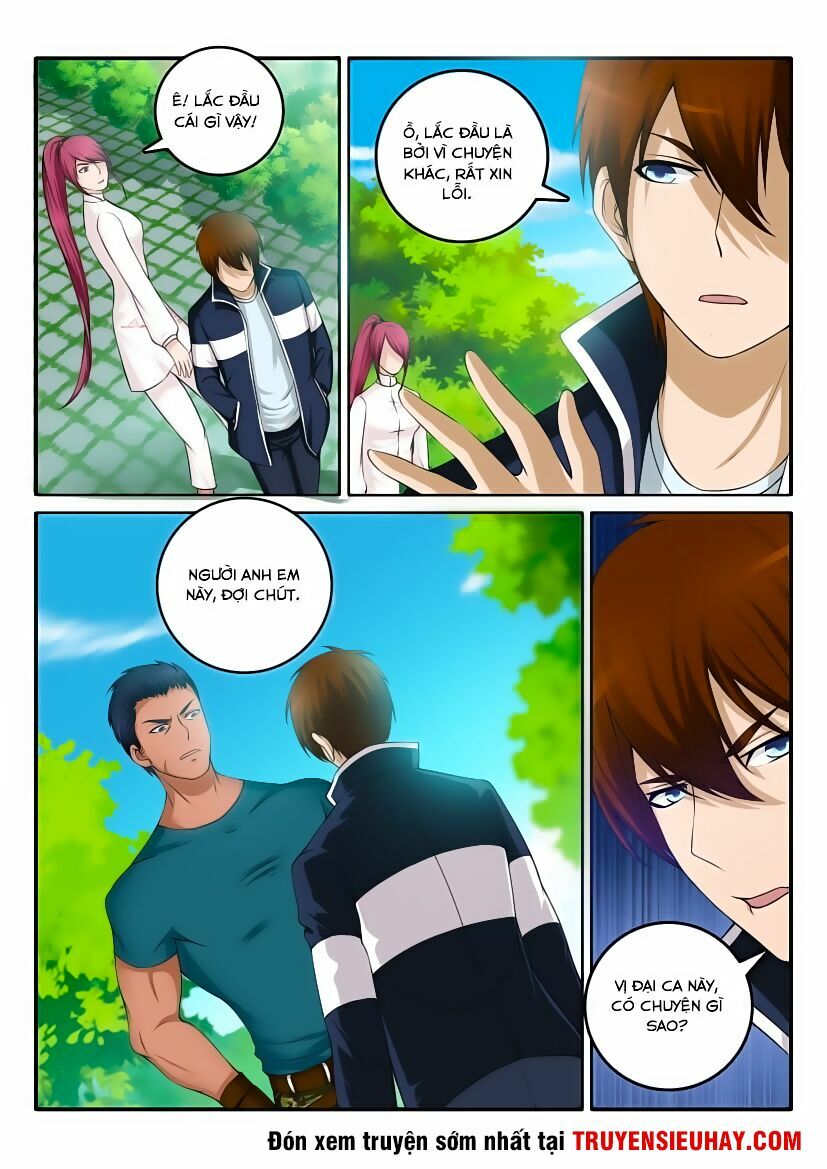 Ê! LẮC ĐẦU
CÁI GÌ VẬY!
Ồ, LẮC ĐẦU LÀ
BỞI VÌ CHUYỆN
KHÁC, RẤT XIN
LỖI.
NGƯỜI ANH EM
NÀY, ĐỢI CHÚT.
VỊ ĐẠI CA NÀY,
CÓ CHUYỆN GÌ
SAO?
Đón xem truyện sớm nhất tại TRUYENSIEUHAY.COM